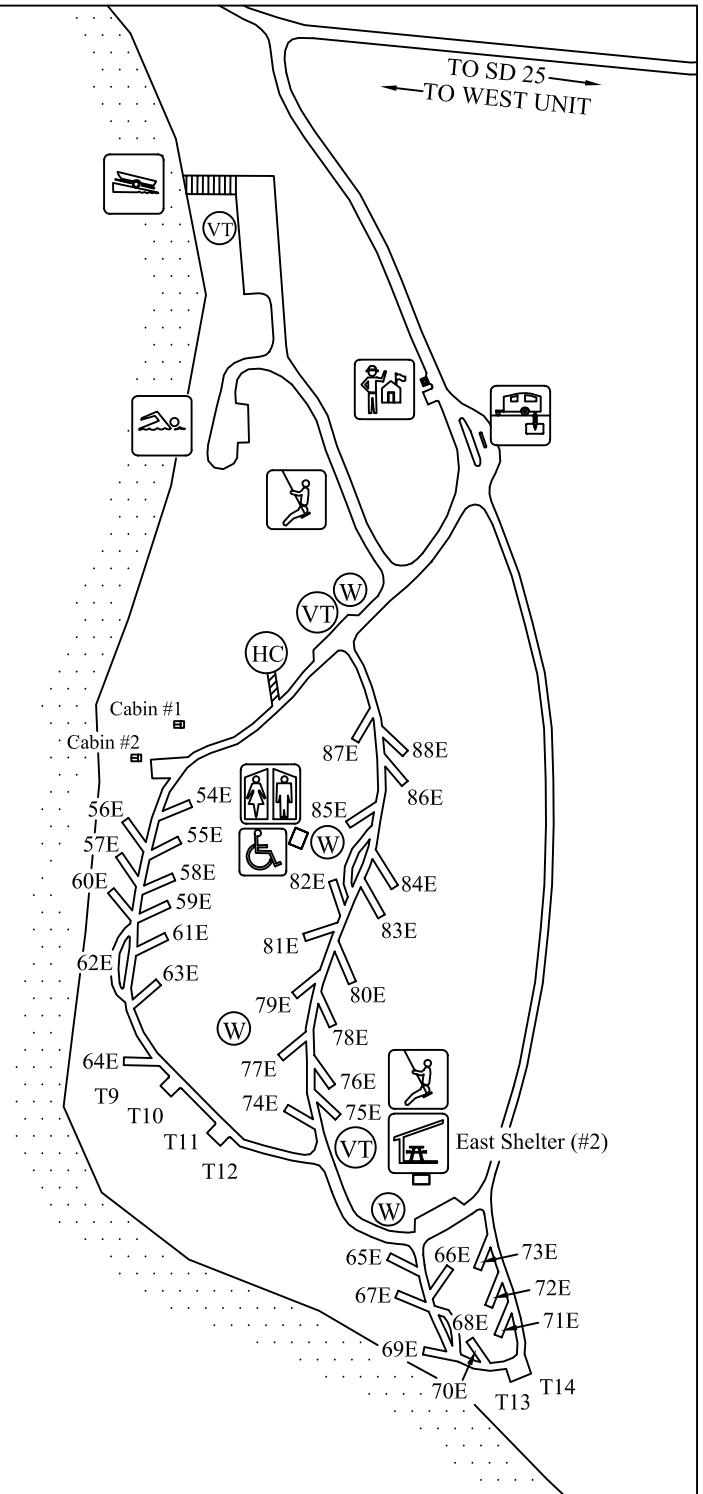 TO SD 25
TO WEST UNIT
VT
W
VT
HC
Cabin #1
Cabin #2
87E
88E
86E
54E
56E
85E
55E
57E
W
58E
60E
82E
84E
59E
83E
61E
81E
62E
63E
80E
79E
W
78E
64E
77E
76E
T9
74E
75E
T10
T11
East Shelter (#2)
VT
T12
W
65E
66E
73E
67E
72E
68E
71E
69E
70E
T14
T13